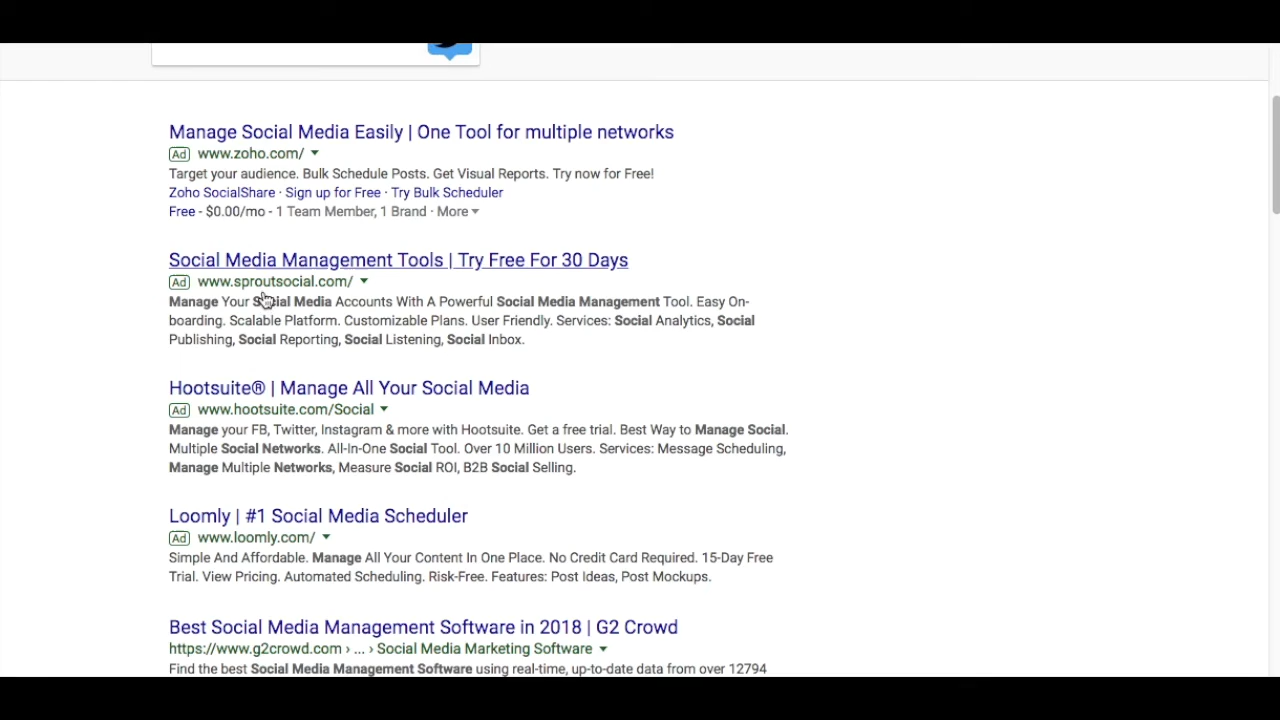 Manage Social Media Easily | One Tool for multiple networks
Ad www.zoho.com/
Target your audience. Bulk Schedule Posts. Get Visual Reports. Try now for Free!
Zoho SocialShare · Sign up for Free · Try Bulk Scheduler
Free - $0.00/mo - 1 Team Member, 1 Brand · More
Social Media Management Tools | Try Free For 30 Days
Ad www.sproutsocial.com/
Manage Your Social Media Accounts With A Powerful Social Media Management Tool. Easy On-
boarding. Scalable Platform. Customizable Plans. User Friendly. Services: Social Analytics, Social
Publishing, Social Reporting, Social Listening, Social Inbox.
Hootsuite® | Manage All Your Social Media
Ad www.hootsuite.com/Social
Manage your FB, Twitter, Instagram & more with Hootsuite. Get a free trial. Best Way to Manage Social.
Multiple Social Networks. All-In-One Social Tool. Over 10 Million Users. Services: Message Scheduling,
Manage Multiple Networks, Measure Social ROI, B2B Social Selling.
Loomly | #1 Social Media Scheduler
Ad www.loomly.com/
Simple And Affordable. Manage All Your Content In One Place. No Credit Card Required. 15-Day Free
Trial. View Pricing. Automated Scheduling. Risk-Free. Features: Post Ideas, Post Mockups.
Best Social Media Management Software in 2018 | G2 Crowd
https://www.g2crowd.com › ... › Social Media Marketing Software
Find the best Social Media Management Software using real-time, up-to-date data from over 12794